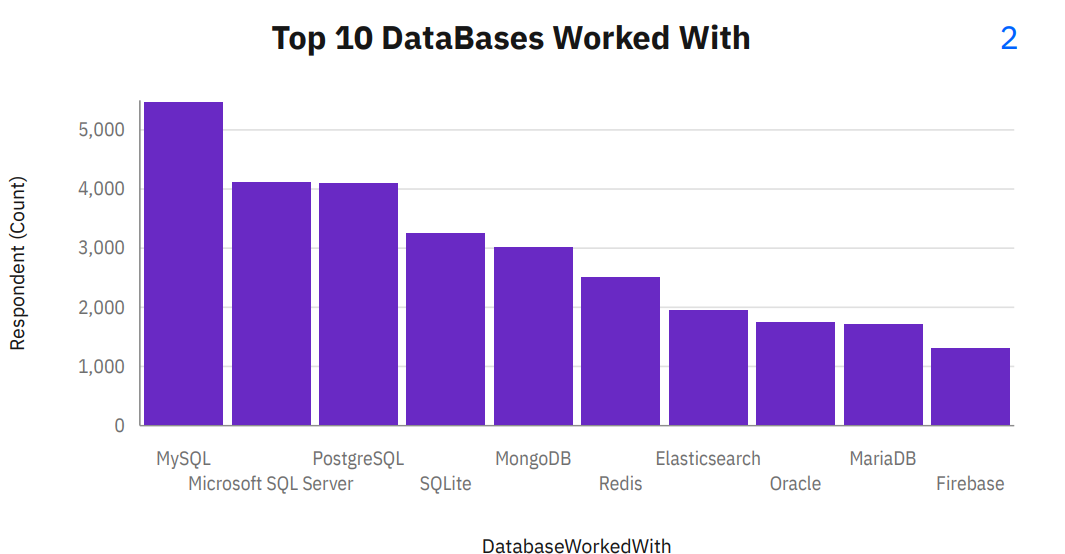 Top 10 DataBases Worked With
2
Respondent (Count)
5,000
4,000
3,000
2,000
1,000
0
MySQL
Microsoft SQL Server
PostgreSQL
SQLite
MongoDB
Redis
Elasticsearch
Oracle
MariaDB
Firebase
DatabaseWorkedWith